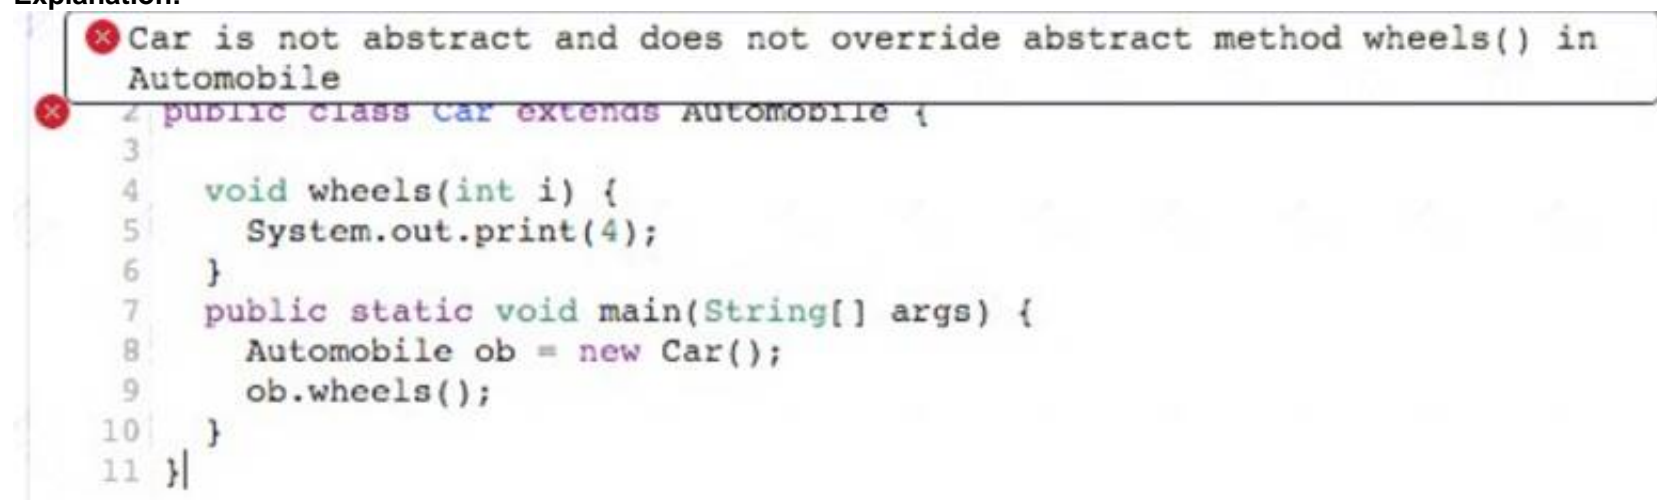 Explanation:
Car is not abstract and does not override abstract method wheels() in
Automobile
2 public class Car extends Automobile {
3
4 void wheels(int i) {
5 System.out.print(4);
6 }
7 public static void main(String[] args) {
8 Automobile ob = new Car();
9 ob.wheels();
10 }
11 }